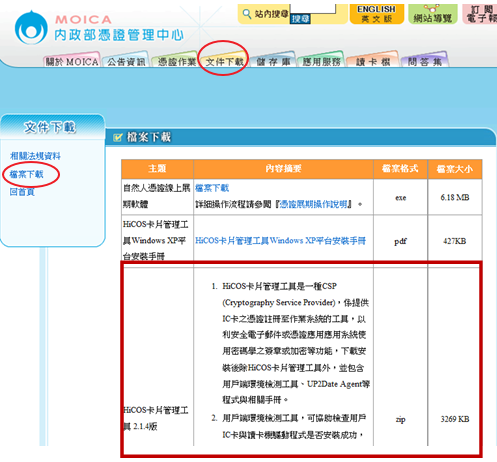 MOICA
內政部憑證管理中心
站內搜尋
搜尋
ENGLISH
英文版
網站導覽
訂閱
電子報
關於MOICA 公告資訊 憑證作業 文件下載 儲存庫 應用服務 讀卡機 問答集
文件下載
相關法規資料
檔案下載
回首頁
檔案下載
主題 內容摘要 檔案格式 檔案大小
自然人憑證線上展
期軟體
檔案下載
詳細操作流程請參閱『憑證展期操作說明』。
exe
6.18 MB
HiCOS卡片管理工
具Windows XP平
台安裝手冊
HiCOS卡片管理工具Windows XP平台安裝手冊
pdf
427KB
HiCOS卡片管理工
具 2.1.4版
1. HiCOS卡片管理工具是一種CSP
(Cryptography Service Provider)，係提供
IC卡之憑證註冊至作業系統的工具，以
利安全電子郵件或憑證應用應用系統使
用密碼學之簽章或加密等功能，下載安
裝後除HiCOS卡片管理工具外，並包含
用戶端環境檢測工具、UP2Date Agent等
程式與相關手冊。
2. 用戶端環境檢測工具，可協助檢查用戶
IC卡與讀卡機驅動程式是否安裝成功，
zip
3269 KB